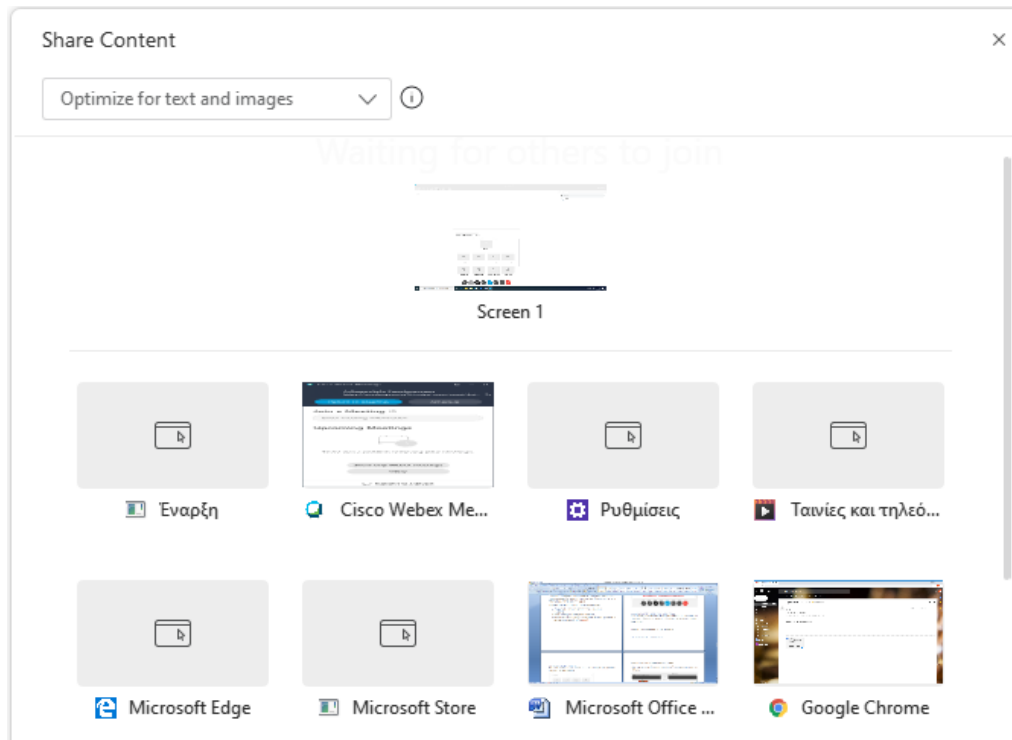 Share Content
Optimize for text and images
Waiting for others to join
Screen 1
Έναρξη
Cisco Webex Me...
Ρυθμίσεις
Ταινίες και τηλεό...
Microsoft Edge
Microsoft Store
Microsoft Office ...
Google Chrome